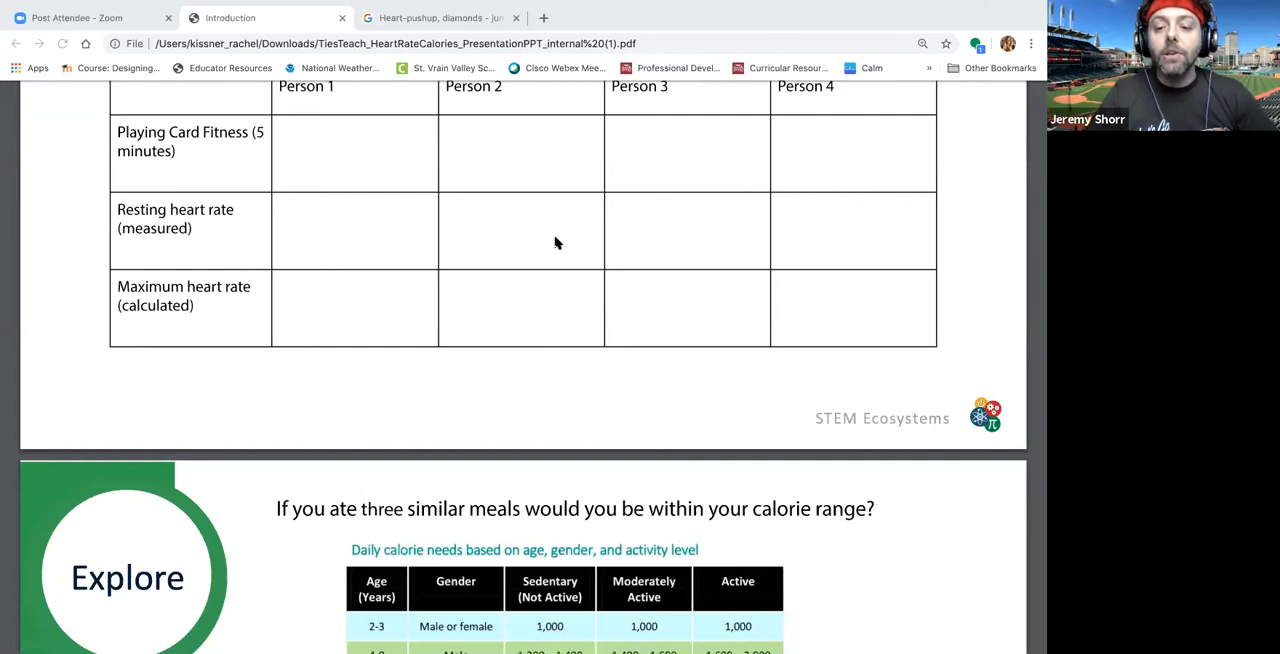 Post Attendee - Zoom
Introduction
Heart-pushup, diamonds - jun
File | /Users/kissner_rachel/Downloads/TiesTeach_HeartRateCalories_PresentationPPT_internal%20(1).pdf
Apps
Course: Designing...
Educator Resources
National Weather...
St. Vrain Valley Sc...
Cisco Webex Mee...
Professional Devel...
Curricular Resour...
Calm
»
Other Bookmarks
Jeremy Shorr
Person 1 Person 2 Person 3 Person 4
Playing Card Fitness (5
minutes)
Resting heart rate
(measured)
Maximum heart rate
(calculated)
STEM Ecosystems
Explore
If you ate three similar meals would you be within your calorie range?
Daily calorie needs based on age, gender, and activity level
Age Gender Sedentary Moderately Active
(Years) (Not Active) Active
2-3 Male or female 1,000 1,000 1,000